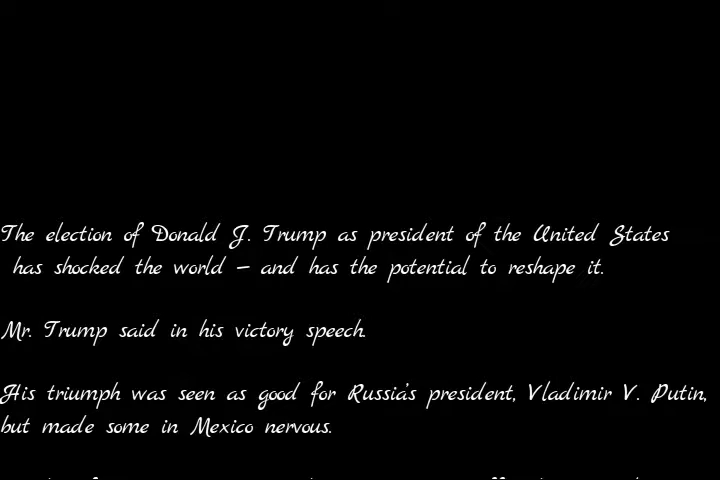 The election of Donald J. Trump as president of the United States
has shocked the world – and has the potential to reshape it.
Mr. Trump said in his victory speech.
His triumph was seen as good for Russia's president, Vladimir V. Putin,
but made some in Mexico nervous.